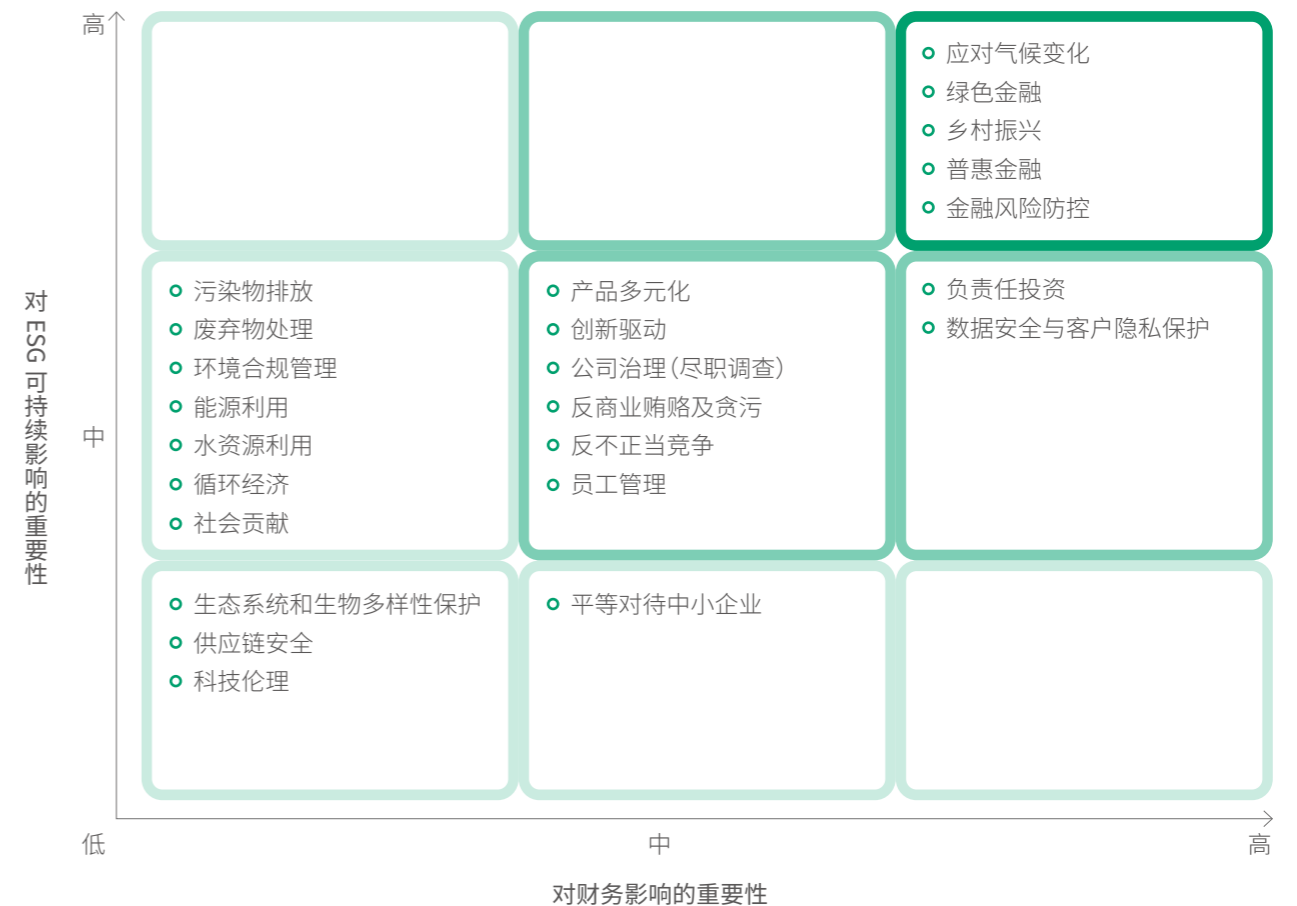 高
应对气候变化
绿色金融
乡村振兴
普惠金融
金融风险防控
对 ESG 可持续影响的重要性
中
污染物排放
废弃物处理
环境合规管理
能源利用
水资源利用
循环经济
社会贡献
产品多元化
创新驱动
公司治理(尽职调查)
反商业贿赂及贪污
反不正当竞争
员工管理
负责任投资
数据安全与客户隐私保护
生态系统和生物多样性保护
供应链安全
科技伦理
平等对待中小企业
低
中
高
对财务影响的重要性